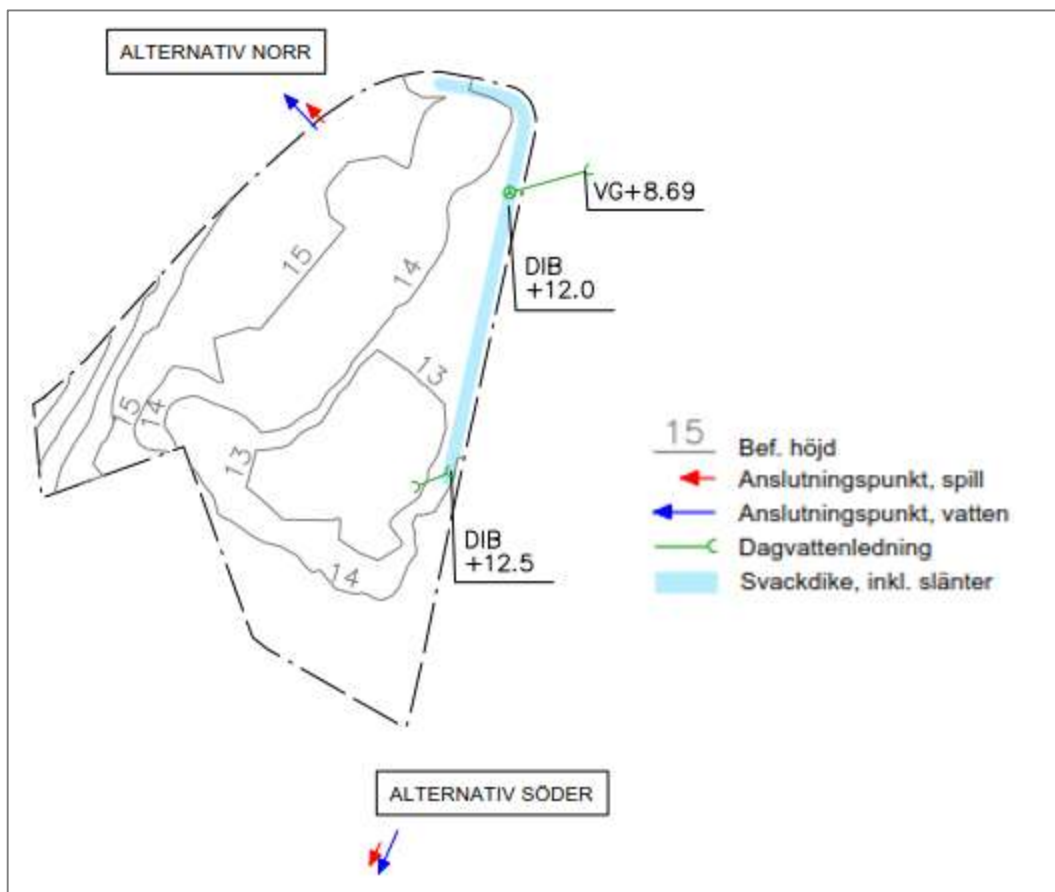 ALTERNATIV NORR
VG+8.69
15
DIB
+12.0
14
13
15
14
13
DIB
+12.5
14
15
Bef. höjd
Anslutningspunkt, spill
Anslutningspunkt, vatten
Dagvattenledning
Svackdike, inkl. slänter
ALTERNATIV SÖDER